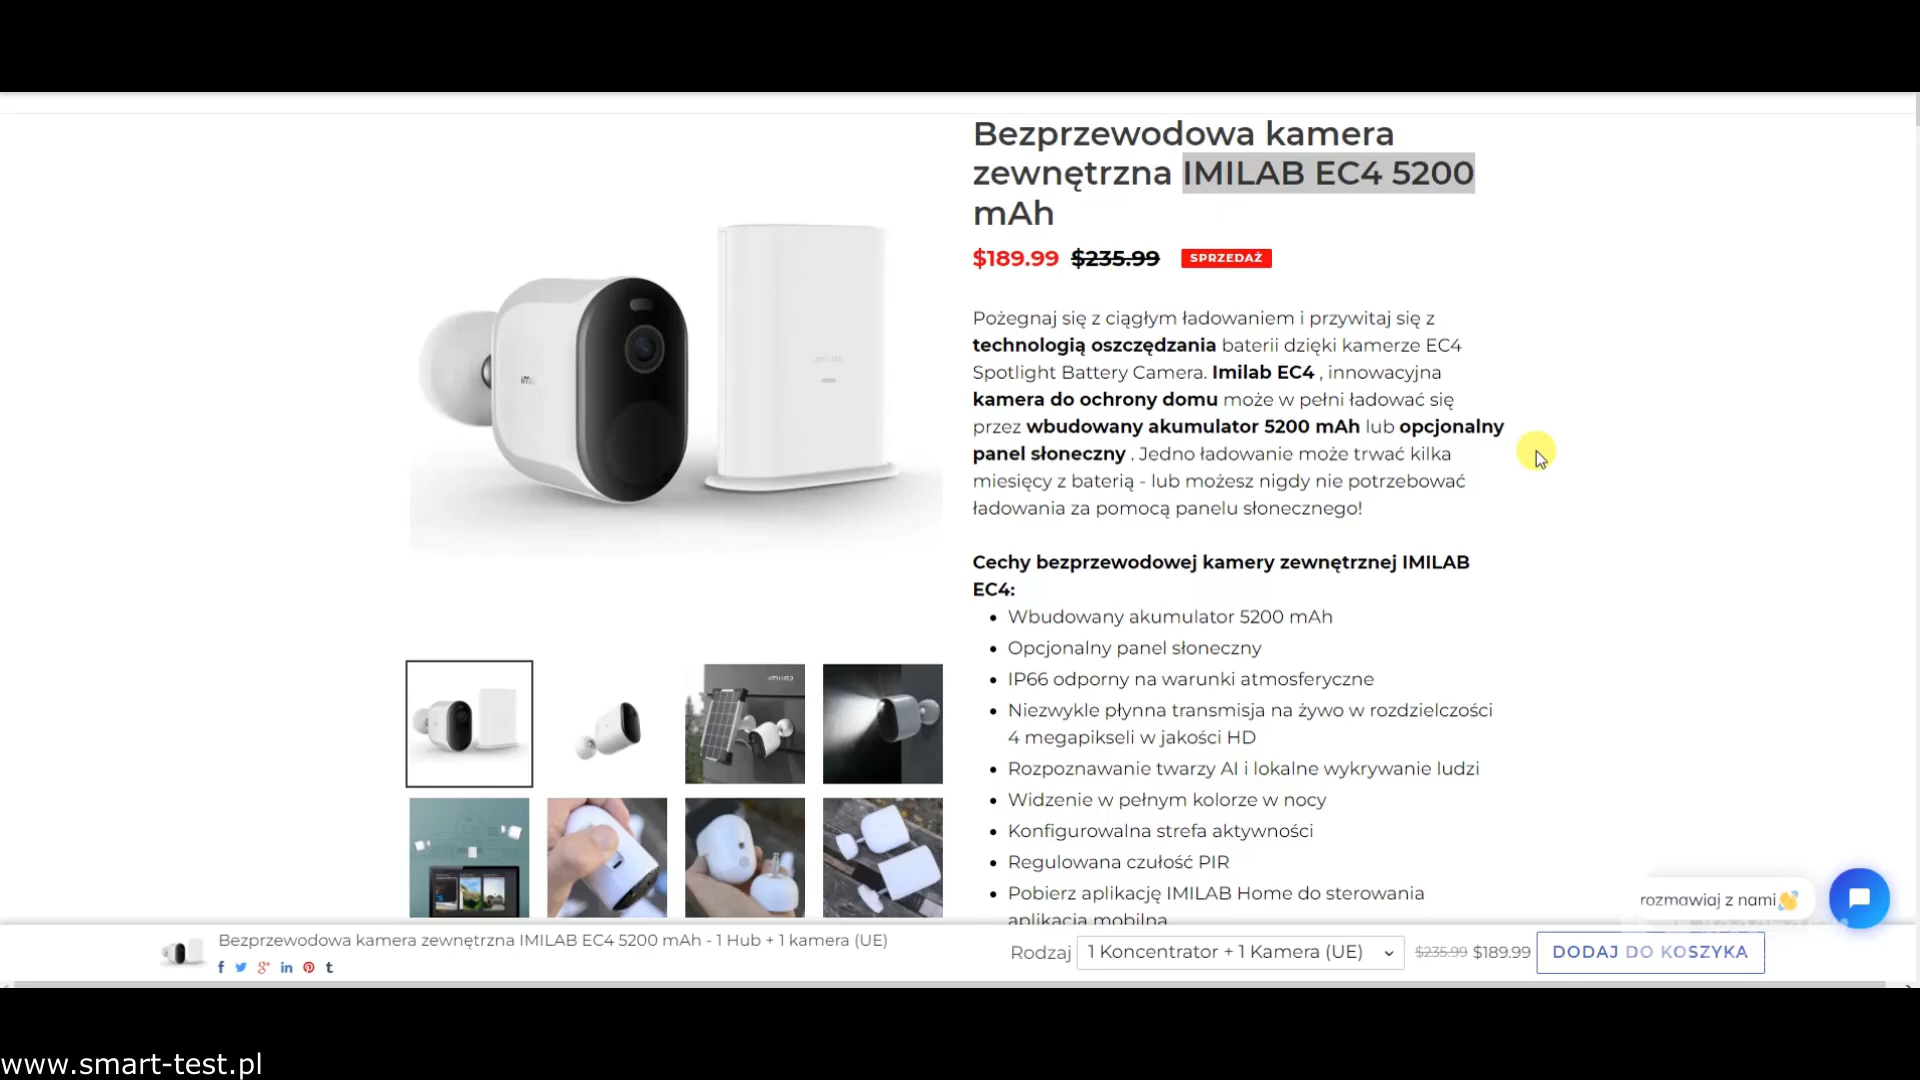 Bezprzewodowa kamera
zewnętrzna IMILAB EC4 5200
mAh
$189.99 $235.99 SPRZEDAŻ
Pożegnaj się z ciągłym ładowaniem i przywitaj się z
technologią oszczędzania baterii dzięki kamerze EC4
Spotlight Battery Camera. Imilab EC4 , innowacyjna
kamera do ochrony domu może w pełni ładować się
przez wbudowany akumulator 5200 mAh lub opcjonalny
panel słoneczny . Jedno ładowanie może trwać kilka
miesięcy z baterią - lub możesz nigdy nie potrzebować
ładowania za pomocą panelu słonecznego!
Cechy bezprzewodowej kamery zewnętrznej IMILAB
EC4:
Wbudowany akumulator 5200 mAh
Opcjonalny panel słoneczny
IP66 odporny na warunki atmosferyczne
Niezwykle płynna transmisja na żywo w rozdzielczości
4 megapikseli w jakości HD
Rozpoznawanie twarzy AI i lokalne wykrywanie ludzi
Widzenie w pełnym kolorze w nocy
Konfigurowalna strefa aktywności
Regulowana czułość PIR
Pobierz aplikację IMILAB Home do sterowania
aplikacją mobilną
rozmawiaj z nami👋
Bezprzewodowa kamera zewnętrzna IMILAB EC4 5200 mAh - 1 Hub + 1 kamera (UE)
Rodzaj 1 Koncentrator + 1 Kamera (UE) $235.99 $189.99 DODAJ DO KOSZYKA
www.smart-test.pl